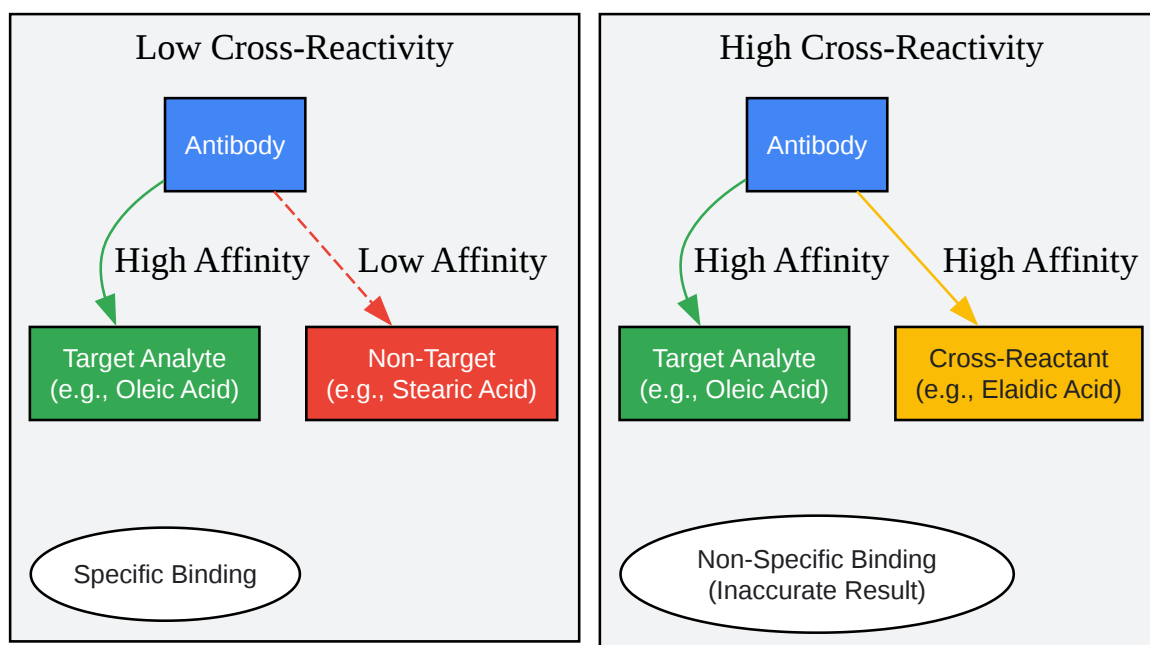 Low Cross-Reactivity
Antibody
High Affinity
Low Affinity
Target Analyte
(e.g., Oleic Acid)
Non-Target
(e.g., Stearic Acid)
Specific Binding
High Cross-Reactivity
Antibody
High Affinity
High Affinity
Target Analyte
(e.g., Oleic Acid)
Cross-Reactant
(e.g., Elaidic Acid)
Non-Specific Binding
(Inaccurate Result)